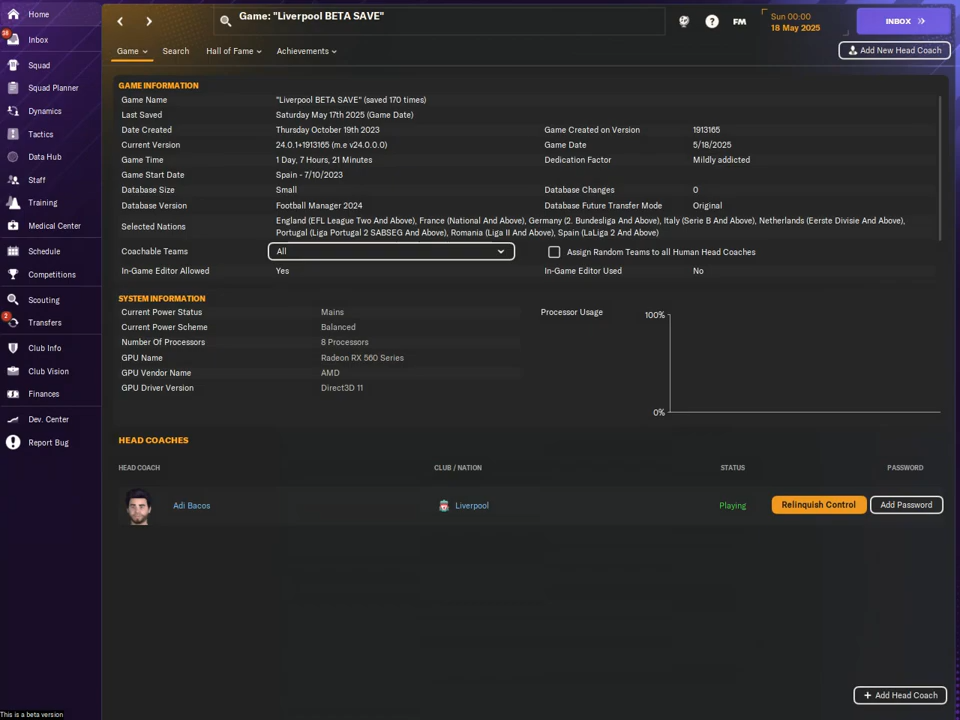 Home
38
Inbox
Squad
Squad Planner
Dynamics
Tactics
Data Hub
Staff
Training
Medical Center
Schedule
Competitions
Scouting
2
Transfers
Club Info
Club Vision
Finances
Dev. Center
Report Bug
This is a beta version
Game: "Liverpool BETA SAVE"
? FM
Sun 00:00
18 May 2025
INBOX
Game Search Hall of Fame Achievements
Add New Head Coach
GAME INFORMATION
Game Name "Liverpool BETA SAVE" (saved 170 times)
Last Saved Saturday May 17th 2025 (Game Date)
Date Created Thursday October 19th 2023 Game Created on Version 1913165
Current Version 24.0.1+1913165 (m.e v24.0.0.0) Game Date 5/18/2025
Game Time 1 Day, 7 Hours, 21 Minutes Dedication Factor Mildly addicted
Game Start Date Spain - 7/10/2023
Database Size Small Database Changes 0
Database Version Football Manager 2024 Database Future Transfer Mode Original
Selected Nations England (EFL League Two And Above), France (National And Above), Germany (2. Bundesliga And Above), Italy (Serie B And Above), Netherlands (Eerste Divisie And Above),
Portugal (Liga Portugal 2 SABSEG And Above), Romania (Liga II And Above), Spain (LaLiga 2 And Above)
Coachable Teams All Assign Random Teams to all Human Head Coaches
In-Game Editor Allowed Yes In-Game Editor Used No
SYSTEM INFORMATION
Current Power Status Mains Processor Usage 100%
Current Power Scheme Balanced
Number Of Processors 8 Processors
GPU Name Radeon RX 560 Series
GPU Vendor Name AMD
GPU Driver Version Direct3D 11
0%
HEAD COACHES
HEAD COACH CLUB / NATION STATUS PASSWORD
Adi Bacos Liverpool Playing Relinquish Control Add Password
+ Add Head Coach